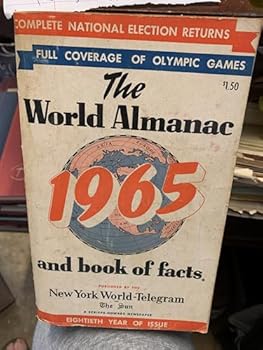 COMPLETE NATIONAL ELECTION RETURNS
FULL COVERAGE OF OLYMPIC GAMES
$1.50
The
World Almanac
1965
and book of facts
PUBLISHED BY THE
New York World-Telegram
The Sun
A SCRIPPS-HOWARD NEWSPAPER
EIGHTIETH YEAR OF ISSUE